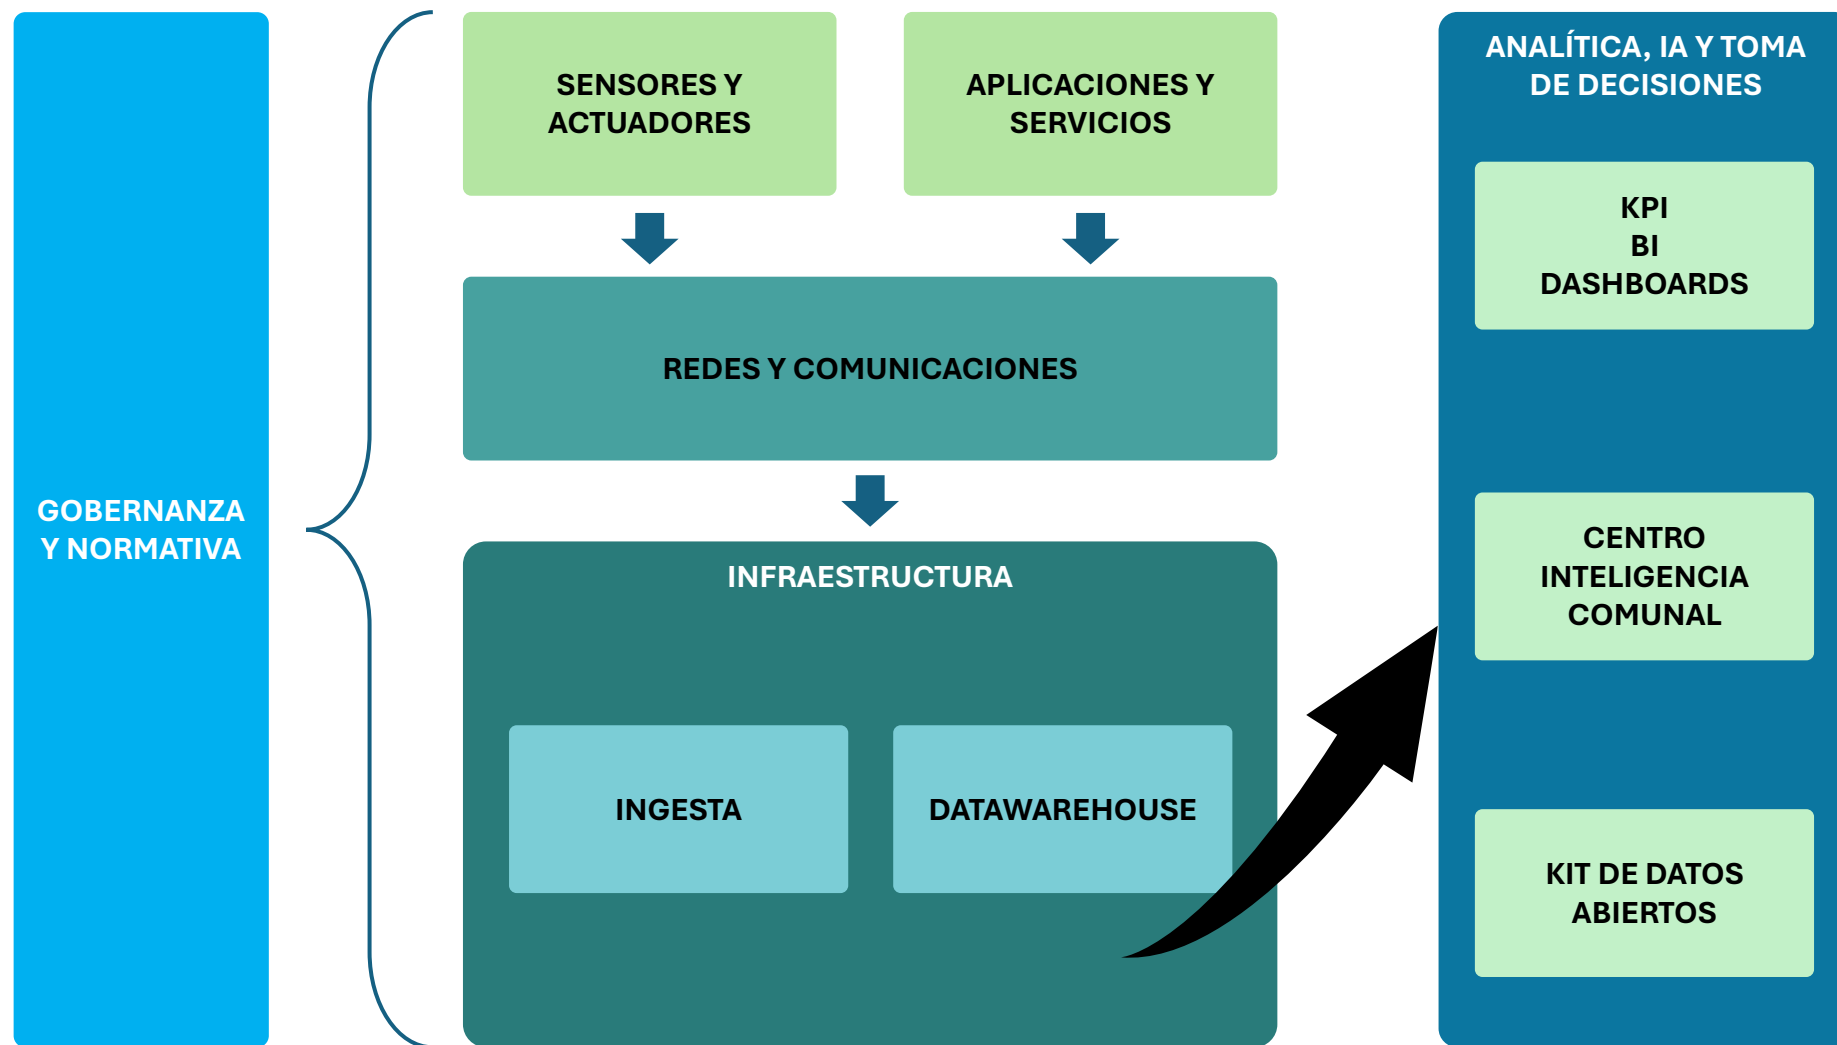 GOBERNANZA
Y NORMATIVA
SENSORES Y
ACTUADORES
APLICACIONES Y
SERVICIOS
REDES Y COMUNICACIONES
INFRAESTRUCTURA
INGESTA
DATAWAREHOUSE
ANALÍTICA, IA Y TOMA
DE DECISIONES
KPI
BI
DASHBOARDS
CENTRO
INTELIGENCIA
COMUNAL
KIT DE DATOS
ABIERTOS